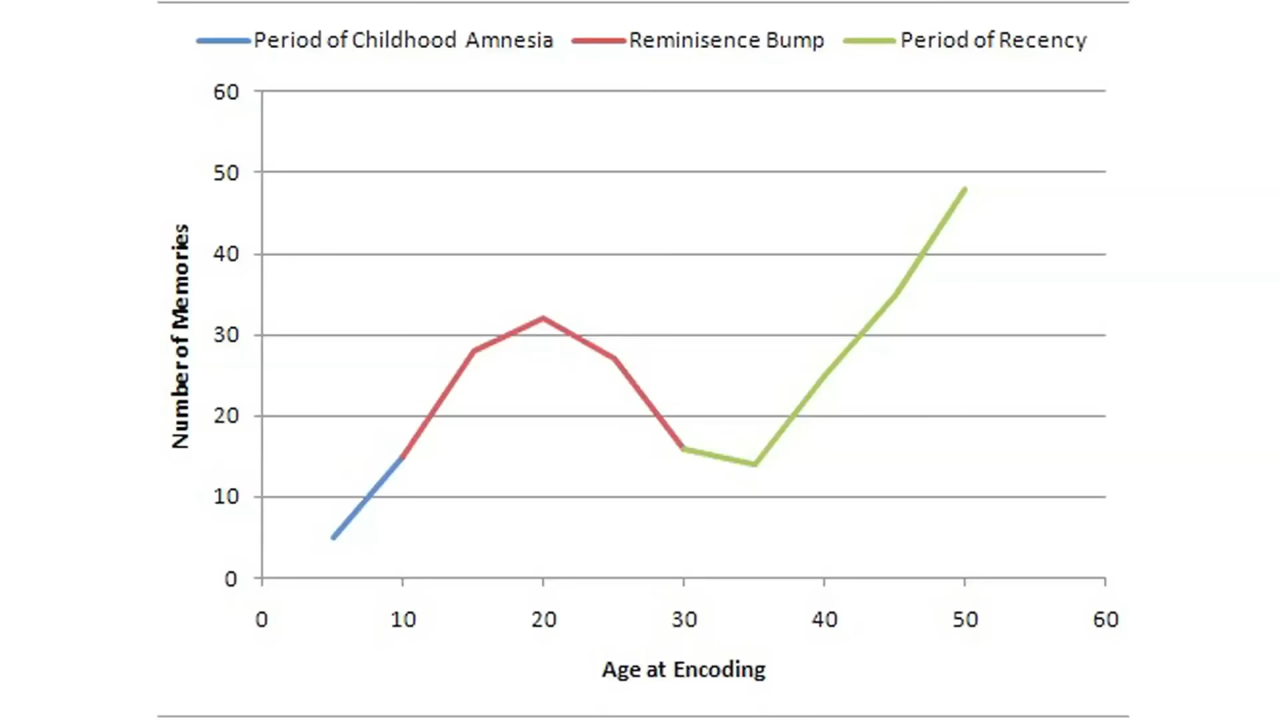 Period of Childhood Amnesia Reminisence Bump Period of Recency
60
50
40
30
20
10
0
Number of Memories
0 10 20 30 40 50 60
Age at Encoding